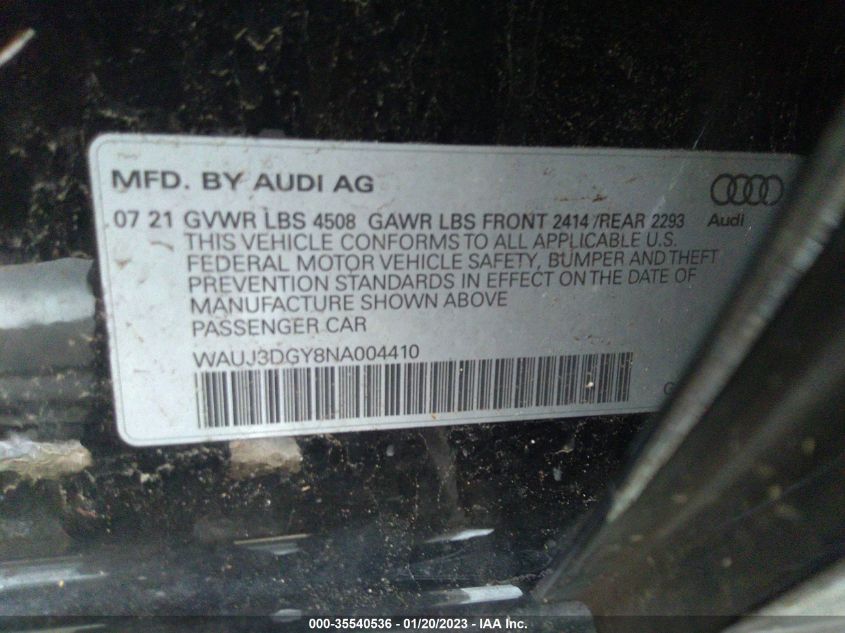 MFD. BY AUDI AG
07 21 GVWR LBS 4508 GAWR LBS FRONT 2414 /REAR 2293
Audi
THIS VEHICLE CONFORMS TO ALL APPLICABLE U.S.
FEDERAL MOTOR VEHICLE SAFETY, BUMPER AND THEFT
PREVENTION STANDARDS IN EFFECT ON THE DATE OF
MANUFACTURE SHOWN ABOVE
PASSENGER CAR
WAUJ3DGY8NA004410
000-35540536 - 01/20/2023 - IAA Inc.